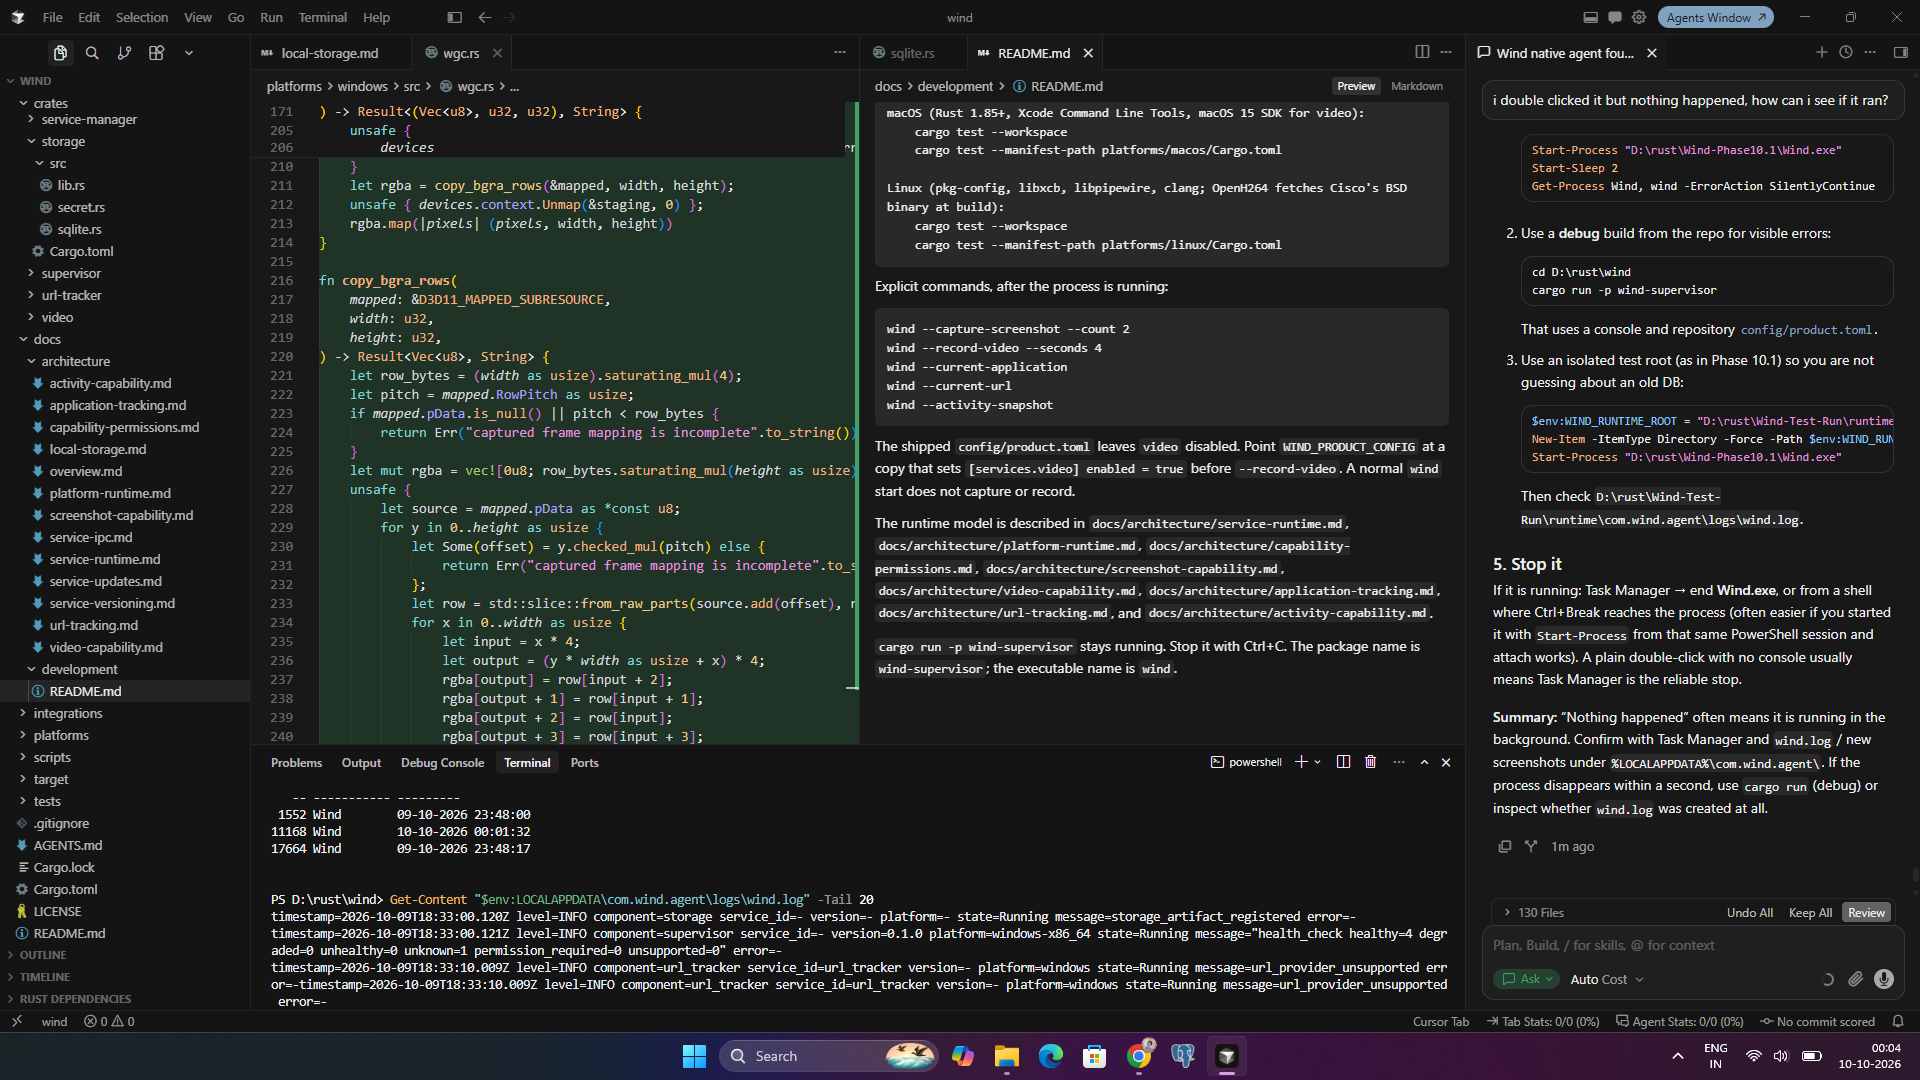 File Edit Selection View Go Run Terminal Help
wind
Agents Window
WIND
crates
service-manager
storage
src
lib.rs
secret.rs
sqlite.rs
Cargo.toml
supervisor
url-tracker
video
docs
architecture
activity-capability.md
application-tracking.md
capability-permissions.md
local-storage.md
overview.md
platform-runtime.md
screenshot-capability.md
service-ipc.md
service-runtime.md
service-updates.md
service-versioning.md
url-tracking.md
video-capability.md
development
README.md
integrations
platforms
scripts
target
tests
.gitignore
AGENTS.md
Cargo.lock
Cargo.toml
LICENSE
README.md
OUTLINE
TIMELINE
RUST DEPENDENCIES
local-storage.md
wgc.rs
platforms > windows > src > wgc.rs > ...
171 ) -> Result<(Vec<u8>, u32, u32), String> {
205 unsafe {
206 devices
210 }
211 let rgba = copy_bgra_rows(&mapped, width, height);
212 unsafe { devices.context.Unmap(&staging, 0) };
213 rgba.map(|pixels| (pixels, width, height))
214 }
215
216 fn copy_bgra_rows(
217 mapped: &D3D11_MAPPED_SUBRESOURCE,
218 width: u32,
219 height: u32,
220 ) -> Result<Vec<u8>, String> {
221 let row_bytes = (width as usize).saturating_mul(4);
222 let pitch = mapped.RowPitch as usize;
223 if mapped.pData.is_null() || pitch < row_bytes {
224 return Err("captured frame mapping is incomplete".to_string())
225 }
226 let mut rgba = vec![0u8; row_bytes.saturating_mul(height as usize)
227 unsafe {
228 let source = mapped.pData as *const u8;
229 for y in 0..height as usize {
230 let Some(offset) = y.checked_mul(pitch) else {
231 return Err("captured frame mapping is incomplete".to_s
232 };
233 let row = std::slice::from_raw_parts(source.add(offset), r
234 for x in 0..width as usize {
235 let input = x * 4;
236 let output = (y * width as usize + x) * 4;
237 rgba[output] = row[input + 2];
238 rgba[output + 1] = row[input + 1];
239 rgba[output + 2] = row[input];
240 rgba[output + 3] = row[input + 3];
sqlite.rs
README.md
docs > development > README.md
Preview Markdown
macOS (Rust 1.85+, Xcode Command Line Tools, macOS 15 SDK for video):
cargo test --workspace
cargo test --manifest-path platforms/macos/Cargo.toml
Linux (pkg-config, libxcb, libpipewire, clang; OpenH264 fetches Cisco's BSD
binary at build):
cargo test --workspace
cargo test --manifest-path platforms/linux/Cargo.toml
Explicit commands, after the process is running:
wind --capture-screenshot --count 2
wind --record-video --seconds 4
wind --current-application
wind --current-url
wind --activity-snapshot
The shipped config/product.toml leaves video disabled. Point WIND_PRODUCT_CONFIG at a
copy that sets [services.video] enabled = true before --record-video. A normal wind
start does not capture or record.
The runtime model is described in docs/architecture/service-runtime.md,
docs/architecture/platform-runtime.md, docs/architecture/capability-
permissions.md, docs/architecture/screenshot-capability.md,
docs/architecture/video-capability.md, docs/architecture/application-tracking.md,
docs/architecture/url-tracking.md, and docs/architecture/activity-capability.md.
cargo run -p wind-supervisor stays running. Stop it with Ctrl+C. The package name is
wind-supervisor; the executable name is wind.
Problems Output Debug Console Terminal Ports
powershell
1552 Wind 09-10-2026 23:48:00
11168 Wind 10-10-2026 00:01:32
17664 Wind 09-10-2026 23:48:17
PS D:\rust\wind> Get-Content "$env:LOCALAPPDATA\com.wind.agent\logs\wind.log" -Tail 20
timestamp=2026-10-09T18:33:00.120Z level=INFO component=storage service_id=- version=- platform=- state=Running message=storage_artifact_registered error=-
timestamp=2026-10-09T18:33:00.121Z level=INFO component=supervisor service_id=- version=0.1.0 platform=windows-x86_64 state=Running message="health_check healthy=4 degr
aded=0 unhealthy=0 unknown=1 permission_required=0 unsupported=0" error=-
timestamp=2026-10-09T18:33:10.009Z level=INFO component=url_tracker service_id=url_tracker version=- platform=windows state=Running message=url_provider_unsupported err
or=-timestamp=2026-10-09T18:33:10.009Z level=INFO component=url_tracker service_id=url_tracker version=- platform=windows state=Running message=url_provider_unsupported
error=-
Wind native agent fou...
i double clicked it but nothing happened, how can i see if it ran?
Start-Process "D:\rust\Wind-Phase10.1\Wind.exe"
Start-Sleep 2
Get-Process Wind, wind -ErrorAction SilentlyContinue
2. Use a debug build from the repo for visible errors:
cd D:\rust\wind
cargo run -p wind-supervisor
That uses a console and repository config/product.toml.
3. Use an isolated test root (as in Phase 10.1) so you are not
guessing about an old DB:
$env:WIND_RUNTIME_ROOT = "D:\rust\Wind-Test-Run\runtime
New-Item -ItemType Directory -Force -Path $env:WIND_RUN
Start-Process "D:\rust\Wind-Phase10.1\Wind.exe"
Then check D:\rust\Wind-Test-
Run\runtime\com.wind.agent\logs\wind.log.
5. Stop it
If it is running: Task Manager → end Wind.exe, or from a shell
where Ctrl+Break reaches the process (often easier if you started
it with Start-Process from that same PowerShell session and
attach works). A plain double-click with no console usually
means Task Manager is the reliable stop.
Summary: “Nothing happened” often means it is running in the
background. Confirm with Task Manager and wind.log / new
screenshots under %LOCALAPPDATA%\com.wind.agent\. If the
process disappears within a second, use cargo run (debug) or
inspect whether wind.log was created at all.
1m ago
130 Files Undo All Keep All Review
Plan, Build, / for skills, @ for context
Ask Auto Cost
wind 0 0
Cursor Tab Tab Stats: 0/0 (0%) Agent Stats: 0/0 (0%) No commit scored
Search
ENG
IN
00:04
10-10-2026